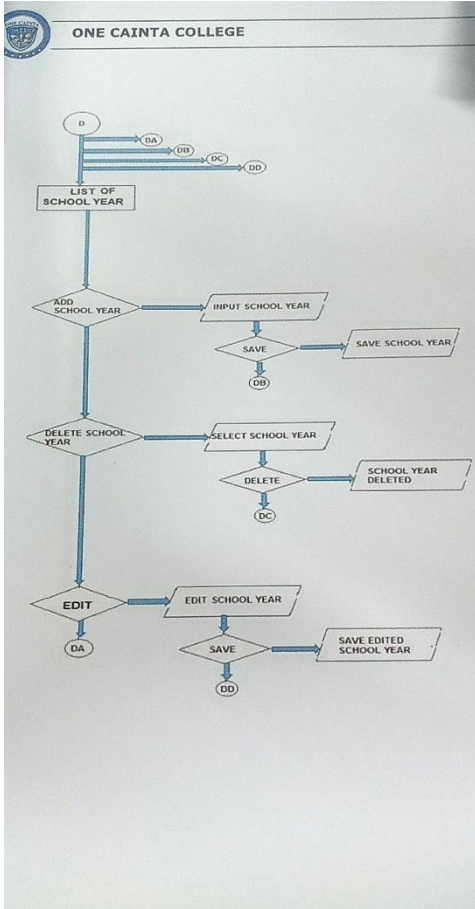 ONE CAINTA
ONE CAINTA COLLEGE
D
DA
DB
DC
DD
LIST OF
SCHOOL YEAR
ADD
SCHOOL YEAR
INPUT SCHOOL YEAR
SAVE
SAVE SCHOOL YEAR
DB
DELETE SCHOOL
YEAR
SELECT SCHOOL YEAR
DELETE
SCHOOL YEAR
DELETED
DC
EDIT
EDIT SCHOOL YEAR
DA
SAVE
SAVE EDITED
SCHOOL YEAR
DD